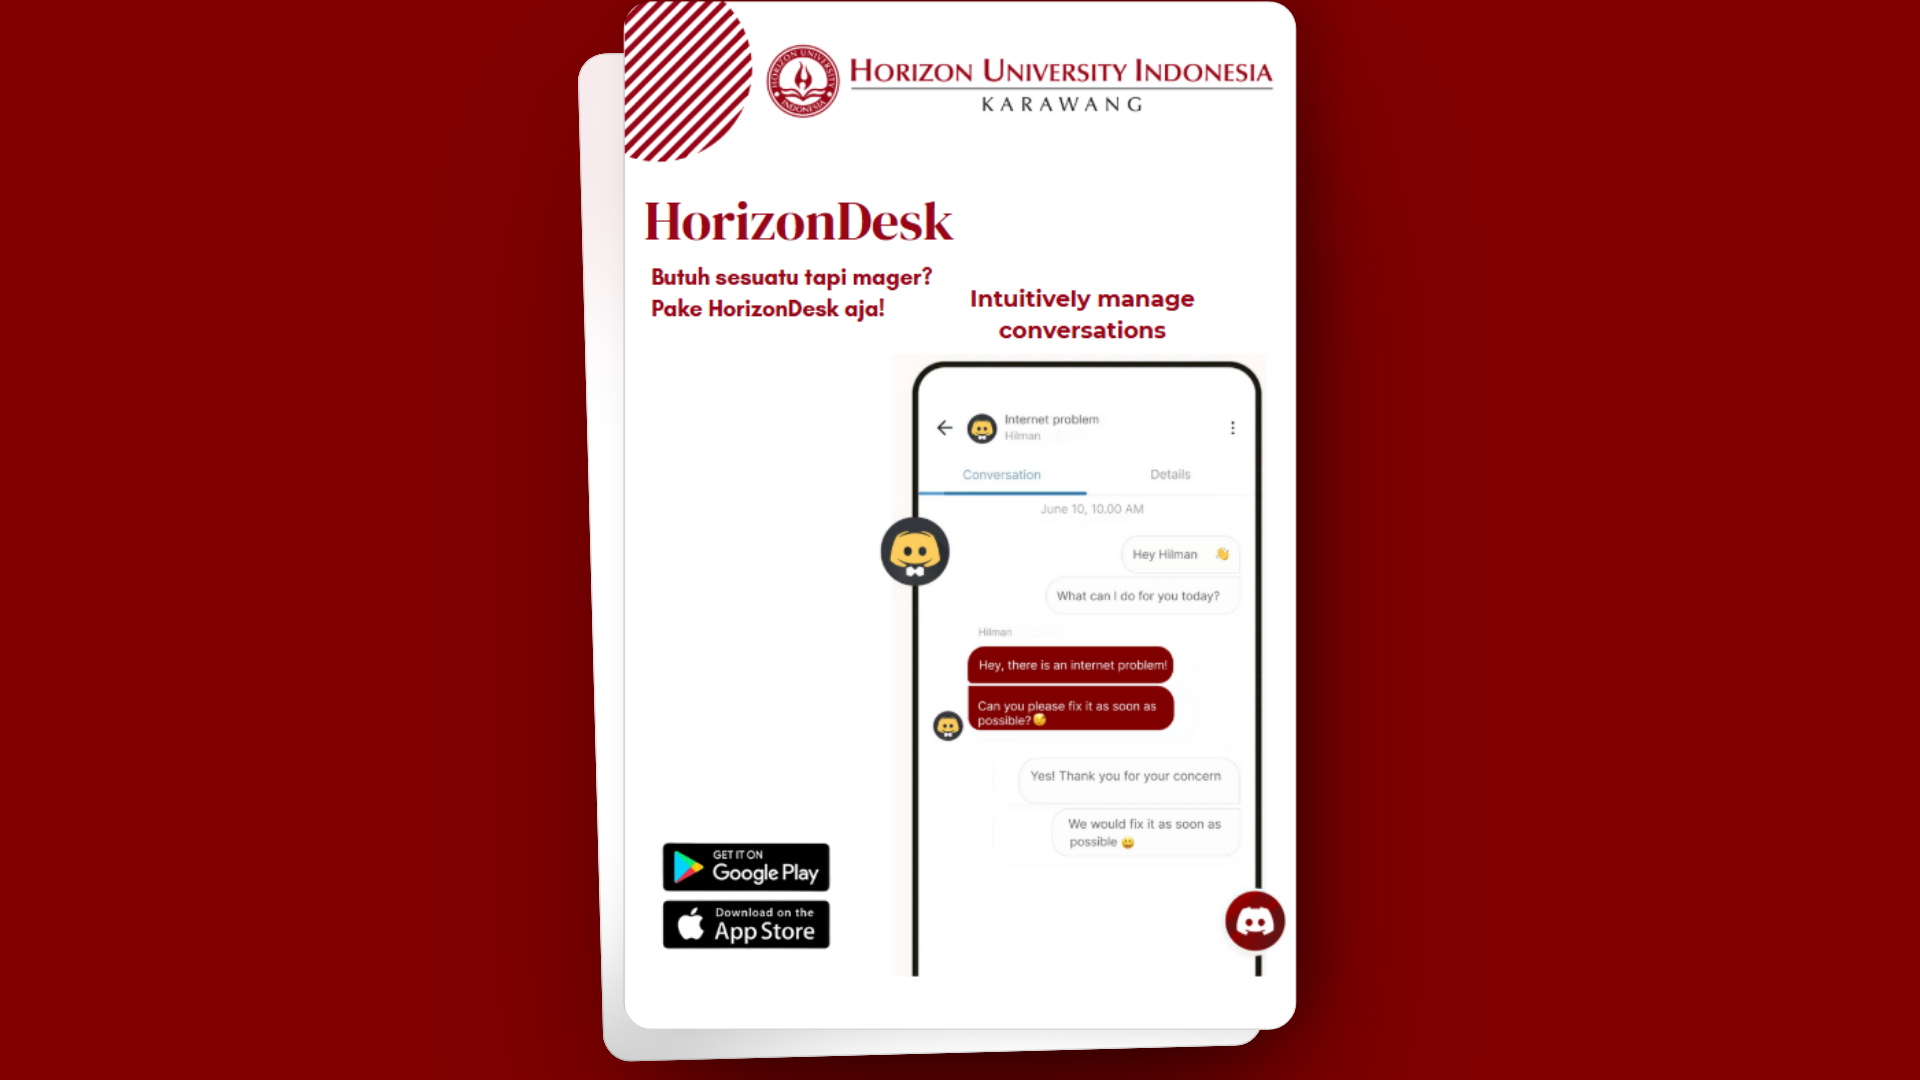 HORIZON UNIVERSITY INDONESIA
KARAWANG
HORIZON UNIVERSITY
INDONESIA
HorizonDesk
Butuh sesuatu tapi mager?
Pake HorizonDesk aja!
Intuitively manage
conversations
Internet problem
Hilman
Conversation
Details
June 10, 10.00 AM
Hey Hilman 👋
What can I do for you today?
Hilman
Hey, there is an internet problem!
Can you please fix it as soon as
possible?
Yes! Thank you for your concern
We would fix it as soon as
possible 😃
GET IT ON
Google Play
Download on the
App Store